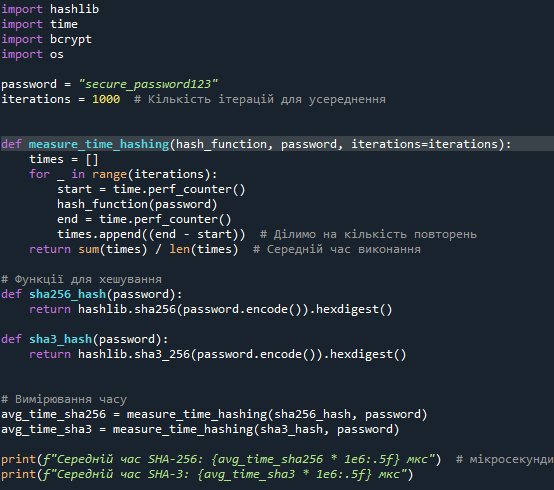 import hashlib
import time
import bcrypt
import os
password = "secure_password123"
iterations = 1000  # Кількість ітерацій для усереднення
def measure_time_hashing(hash_function, password, iterations=iterations):
    times = []
    for _ in range(iterations):
        start = time.perf_counter()
        hash_function(password)
        end = time.perf_counter()
        times.append((end - start))  # Ділимо на кількість повторень
    return sum(times) / len(times)  # Середній час виконання
# Функції для хешування
def sha256_hash(password):
    return hashlib.sha256(password.encode()).hexdigest()
def sha3_hash(password):
    return hashlib.sha3_256(password.encode()).hexdigest()
# Вимірювання часу
avg_time_sha256 = measure_time_hashing(sha256_hash, password)
avg_time_sha3 = measure_time_hashing(sha3_hash, password)
print(f"Середній час SHA-256: {avg_time_sha256 * 1e6:.5f} мкс")  # мікросекунди
print(f"Середній час SHA-3: {avg_time_sha3 * 1e6:.5f} мкс")